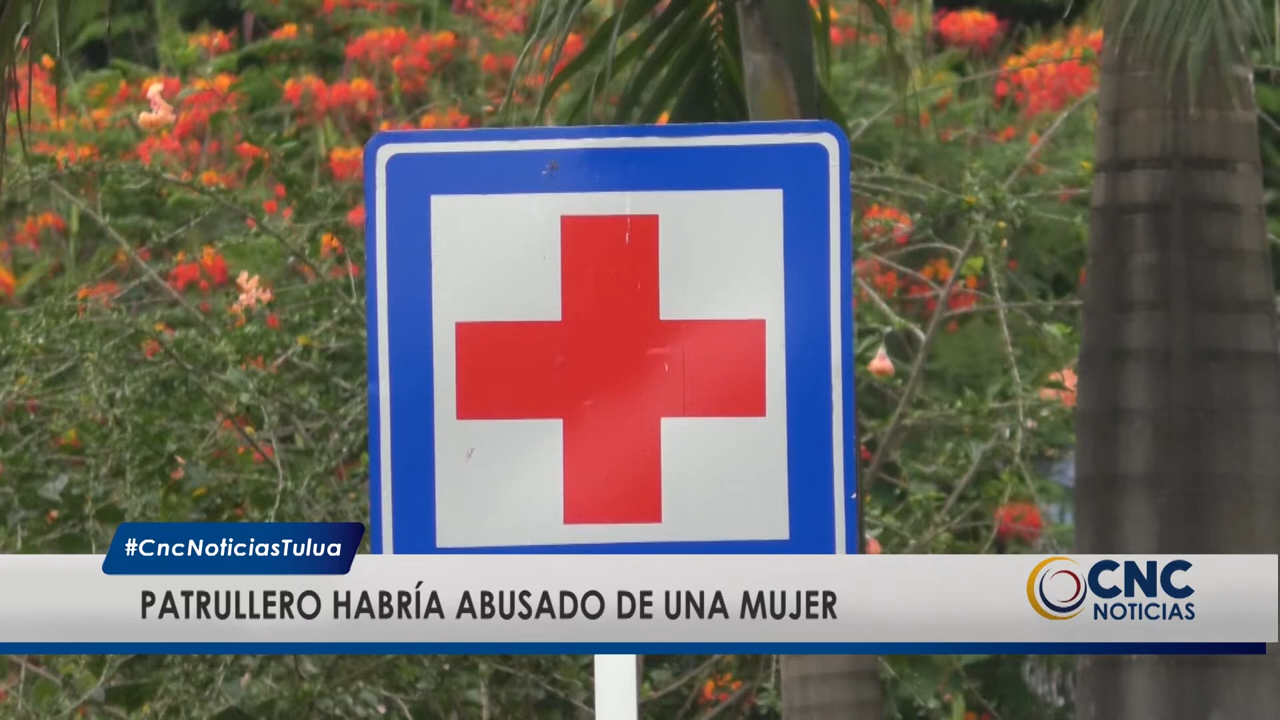 #CncNoticiasTulua
PATRULLERO HABRÍA ABUSADO DE UNA MUJER
CNC
NOTICIAS